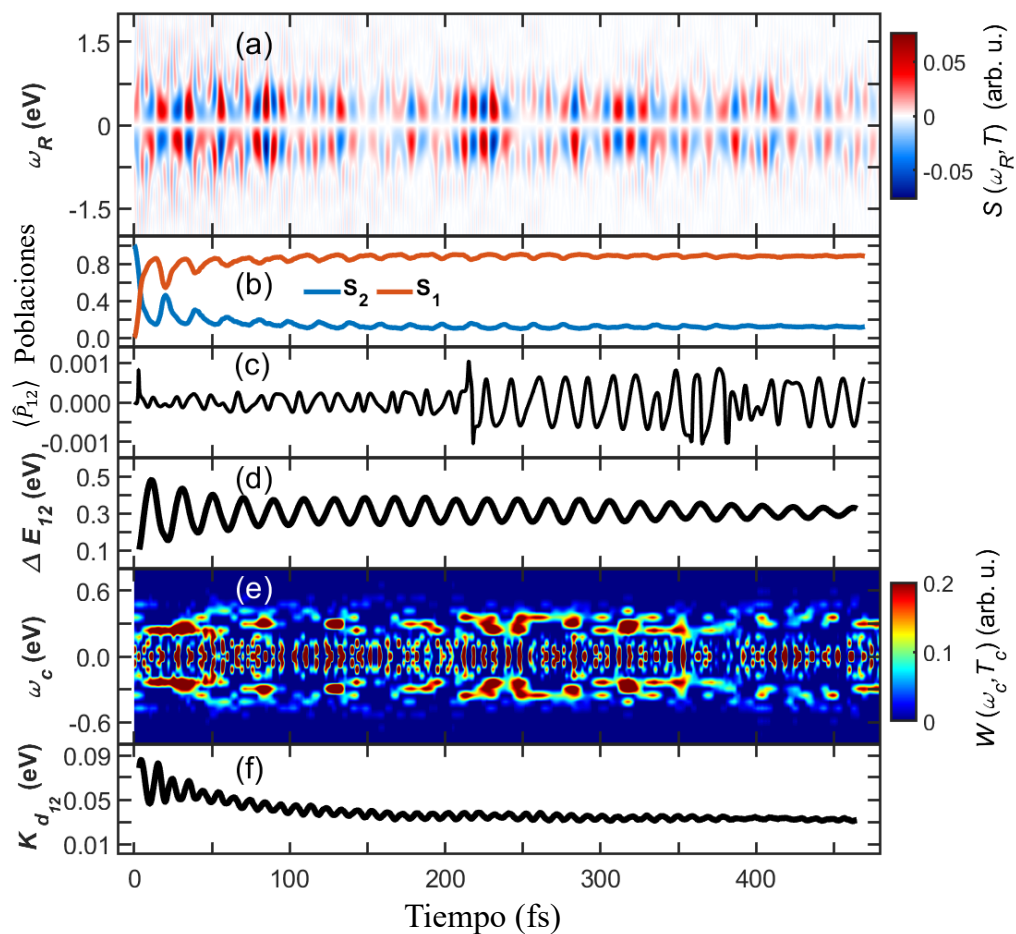 (a)
1.5
0
-1.5
ω_R (eV)
0.05
0
-0.05
S (ω_R, T) (arb. u.)
(b)
0.8
0.4
0.0
Poblaciones
S_2 S_1
(c)
0.001
0.000
-0.001
⟨P̂_12⟩
(d)
0.5
0.3
0.1
Δ E_12 (eV)
(e)
0.6
0.0
-0.6
ω_c (eV)
0.2
0.1
0
W (ω_c, T_c) (arb. u.)
(f)
0.09
0.05
0.01
K_d_12 (eV)
0 100 200 300 400
Tiempo (fs)